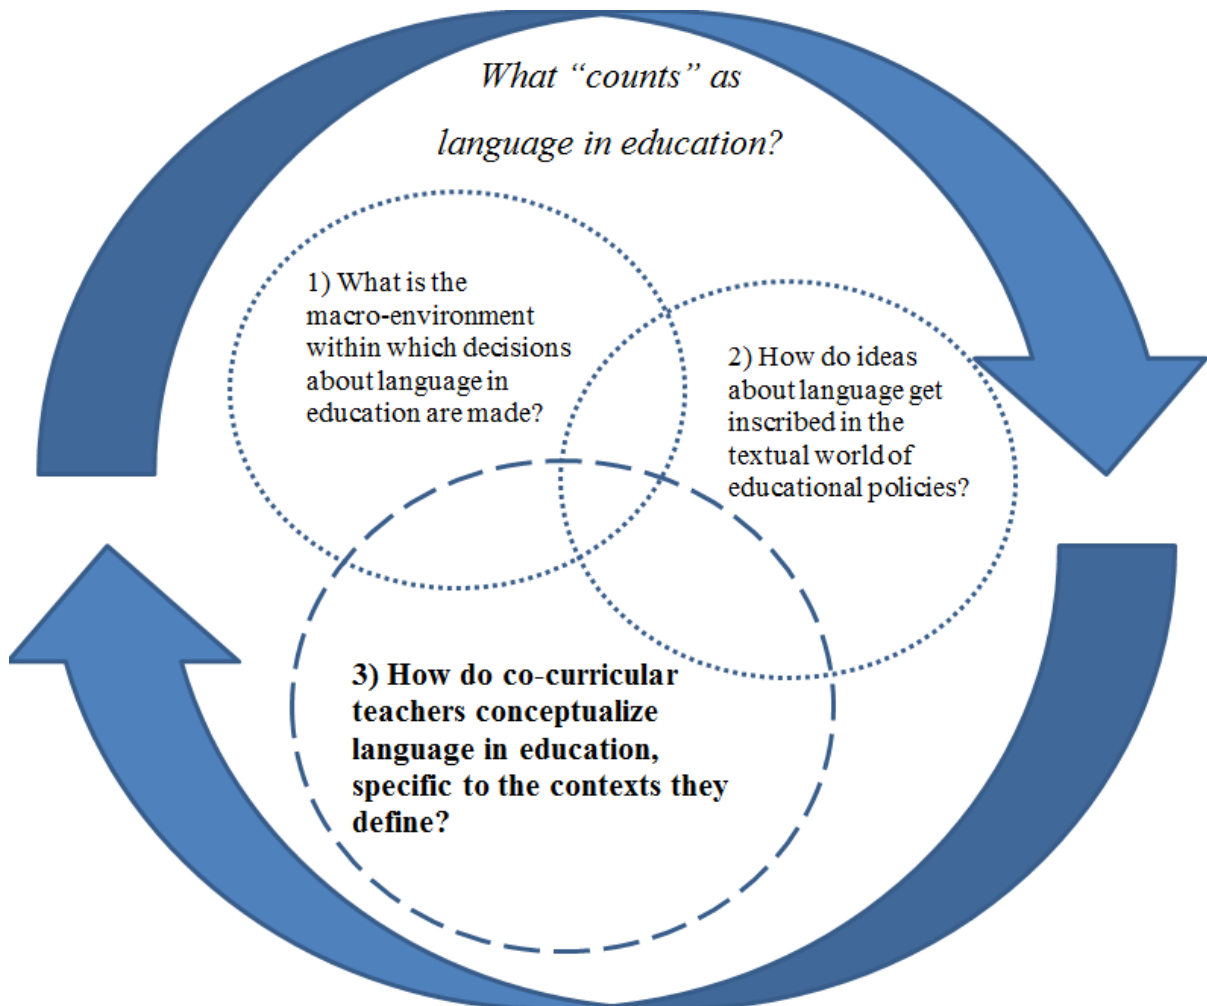 What “counts” as
language in education?
1) What is the
macro-environment
within which decisions
about language in
education are made?
2) How do ideas
about language get
inscribed in the
textual world of
educational policies?
3) How do co-curricular
teachers conceptualize
language in education,
specific to the contexts they
define?